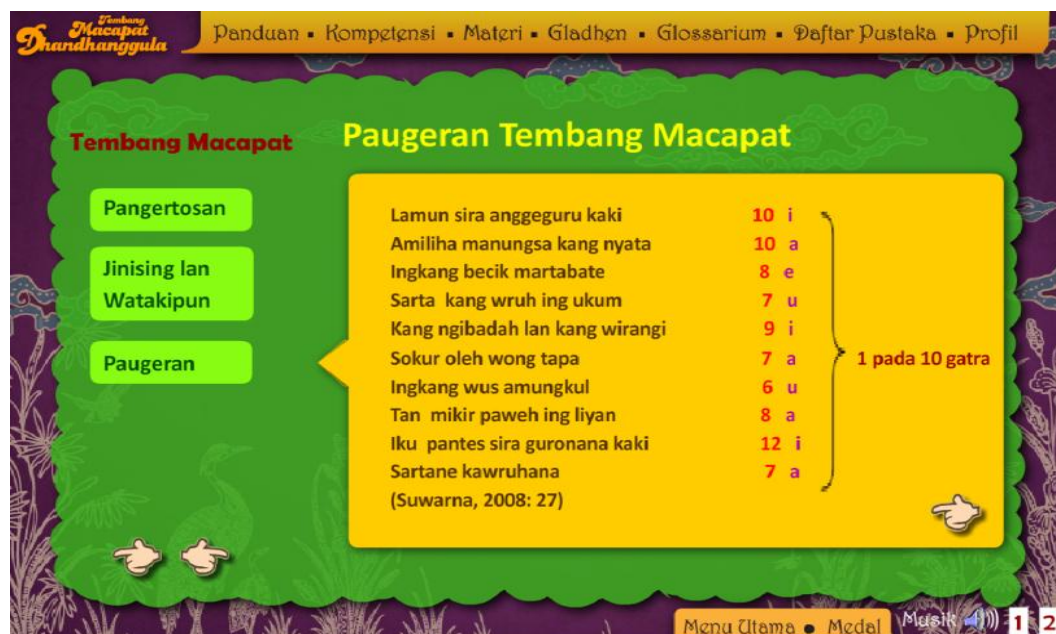 Tembang
Macapat
Dhandhanggula
Panduan ▪ Kompetensi ▪ Materi ▪ Gladhen ▪ Glossarium ▪ Daftar Pustaka ▪ Profil
Tembang Macapat
Paugeran Tembang Macapat
Pangertosan
Jinising lan
Watakipun
Paugeran
Lamun sira anggeguru kaki 10 i
Amiliha manungsa kang nyata 10 a
Ingkang becik martabate 8 e
Sarta kang wruh ing ukum 7 u
Kang ngibadah lan kang wirangi 9 i
Sokur oleh wong tapa 7 a
Ingkang wus amungkul 6 u
Tan mikir paweh ing liyan 8 a
Iku pantes sira guronana kaki 12 i
Sartane kawruhana 7 a
(Suwarna, 2008: 27)
1 pada 10 gatra
Menu Utama ● Medal
Musik 1 2